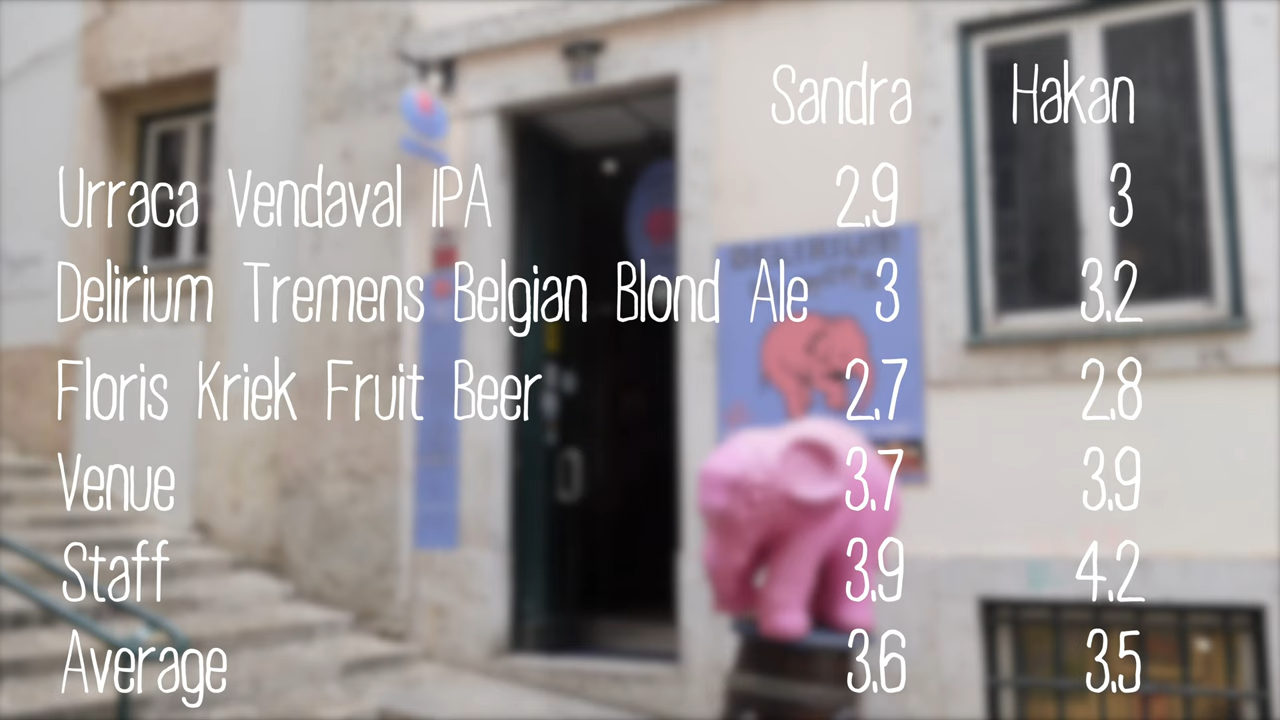 Sandra Hakan
Urraca Vendaval IPA 2.9 3
Delirium Tremens Belgian Blond Ale 3 3.2
Floris Kriek Fruit Beer 2.7 2.8
Venue 3.7 3.9
Staff 3.9 4.2
Average 3.6 3.5
DELIRIUM